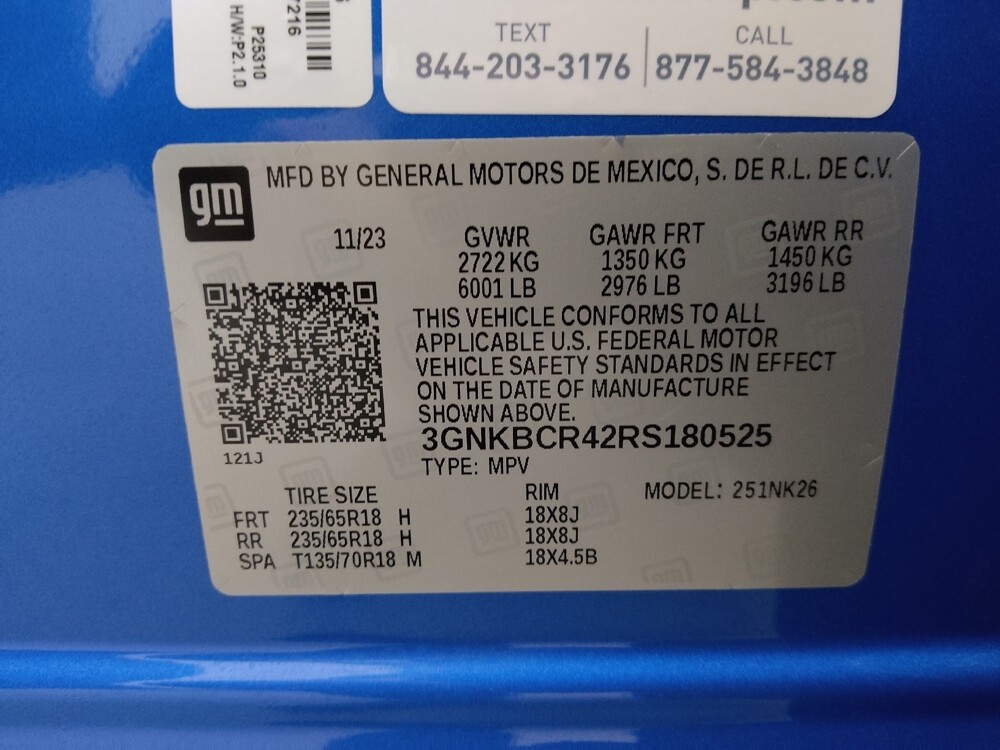 7216
P25310
H/W:P2.1.0
TEXT
844-203-3176
CALL
877-584-3848
gm
MFD BY GENERAL MOTORS DE MEXICO, S. DE R.L. DE C.V.
11/23 GVWR GAWR FRT GAWR RR
2722 KG 1350 KG 1450 KG
6001 LB 2976 LB 3196 LB
THIS VEHICLE CONFORMS TO ALL
APPLICABLE U.S. FEDERAL MOTOR
VEHICLE SAFETY STANDARDS IN EFFECT
ON THE DATE OF MANUFACTURE
SHOWN ABOVE.
3GNKBCR42RS180525
121J
TYPE: MPV
TIRE SIZE RIM MODEL: 251NK26
FRT 235/65R18 H 18X8J
RR 235/65R18 H 18X8J
SPA T135/70R18 M 18X4.5B